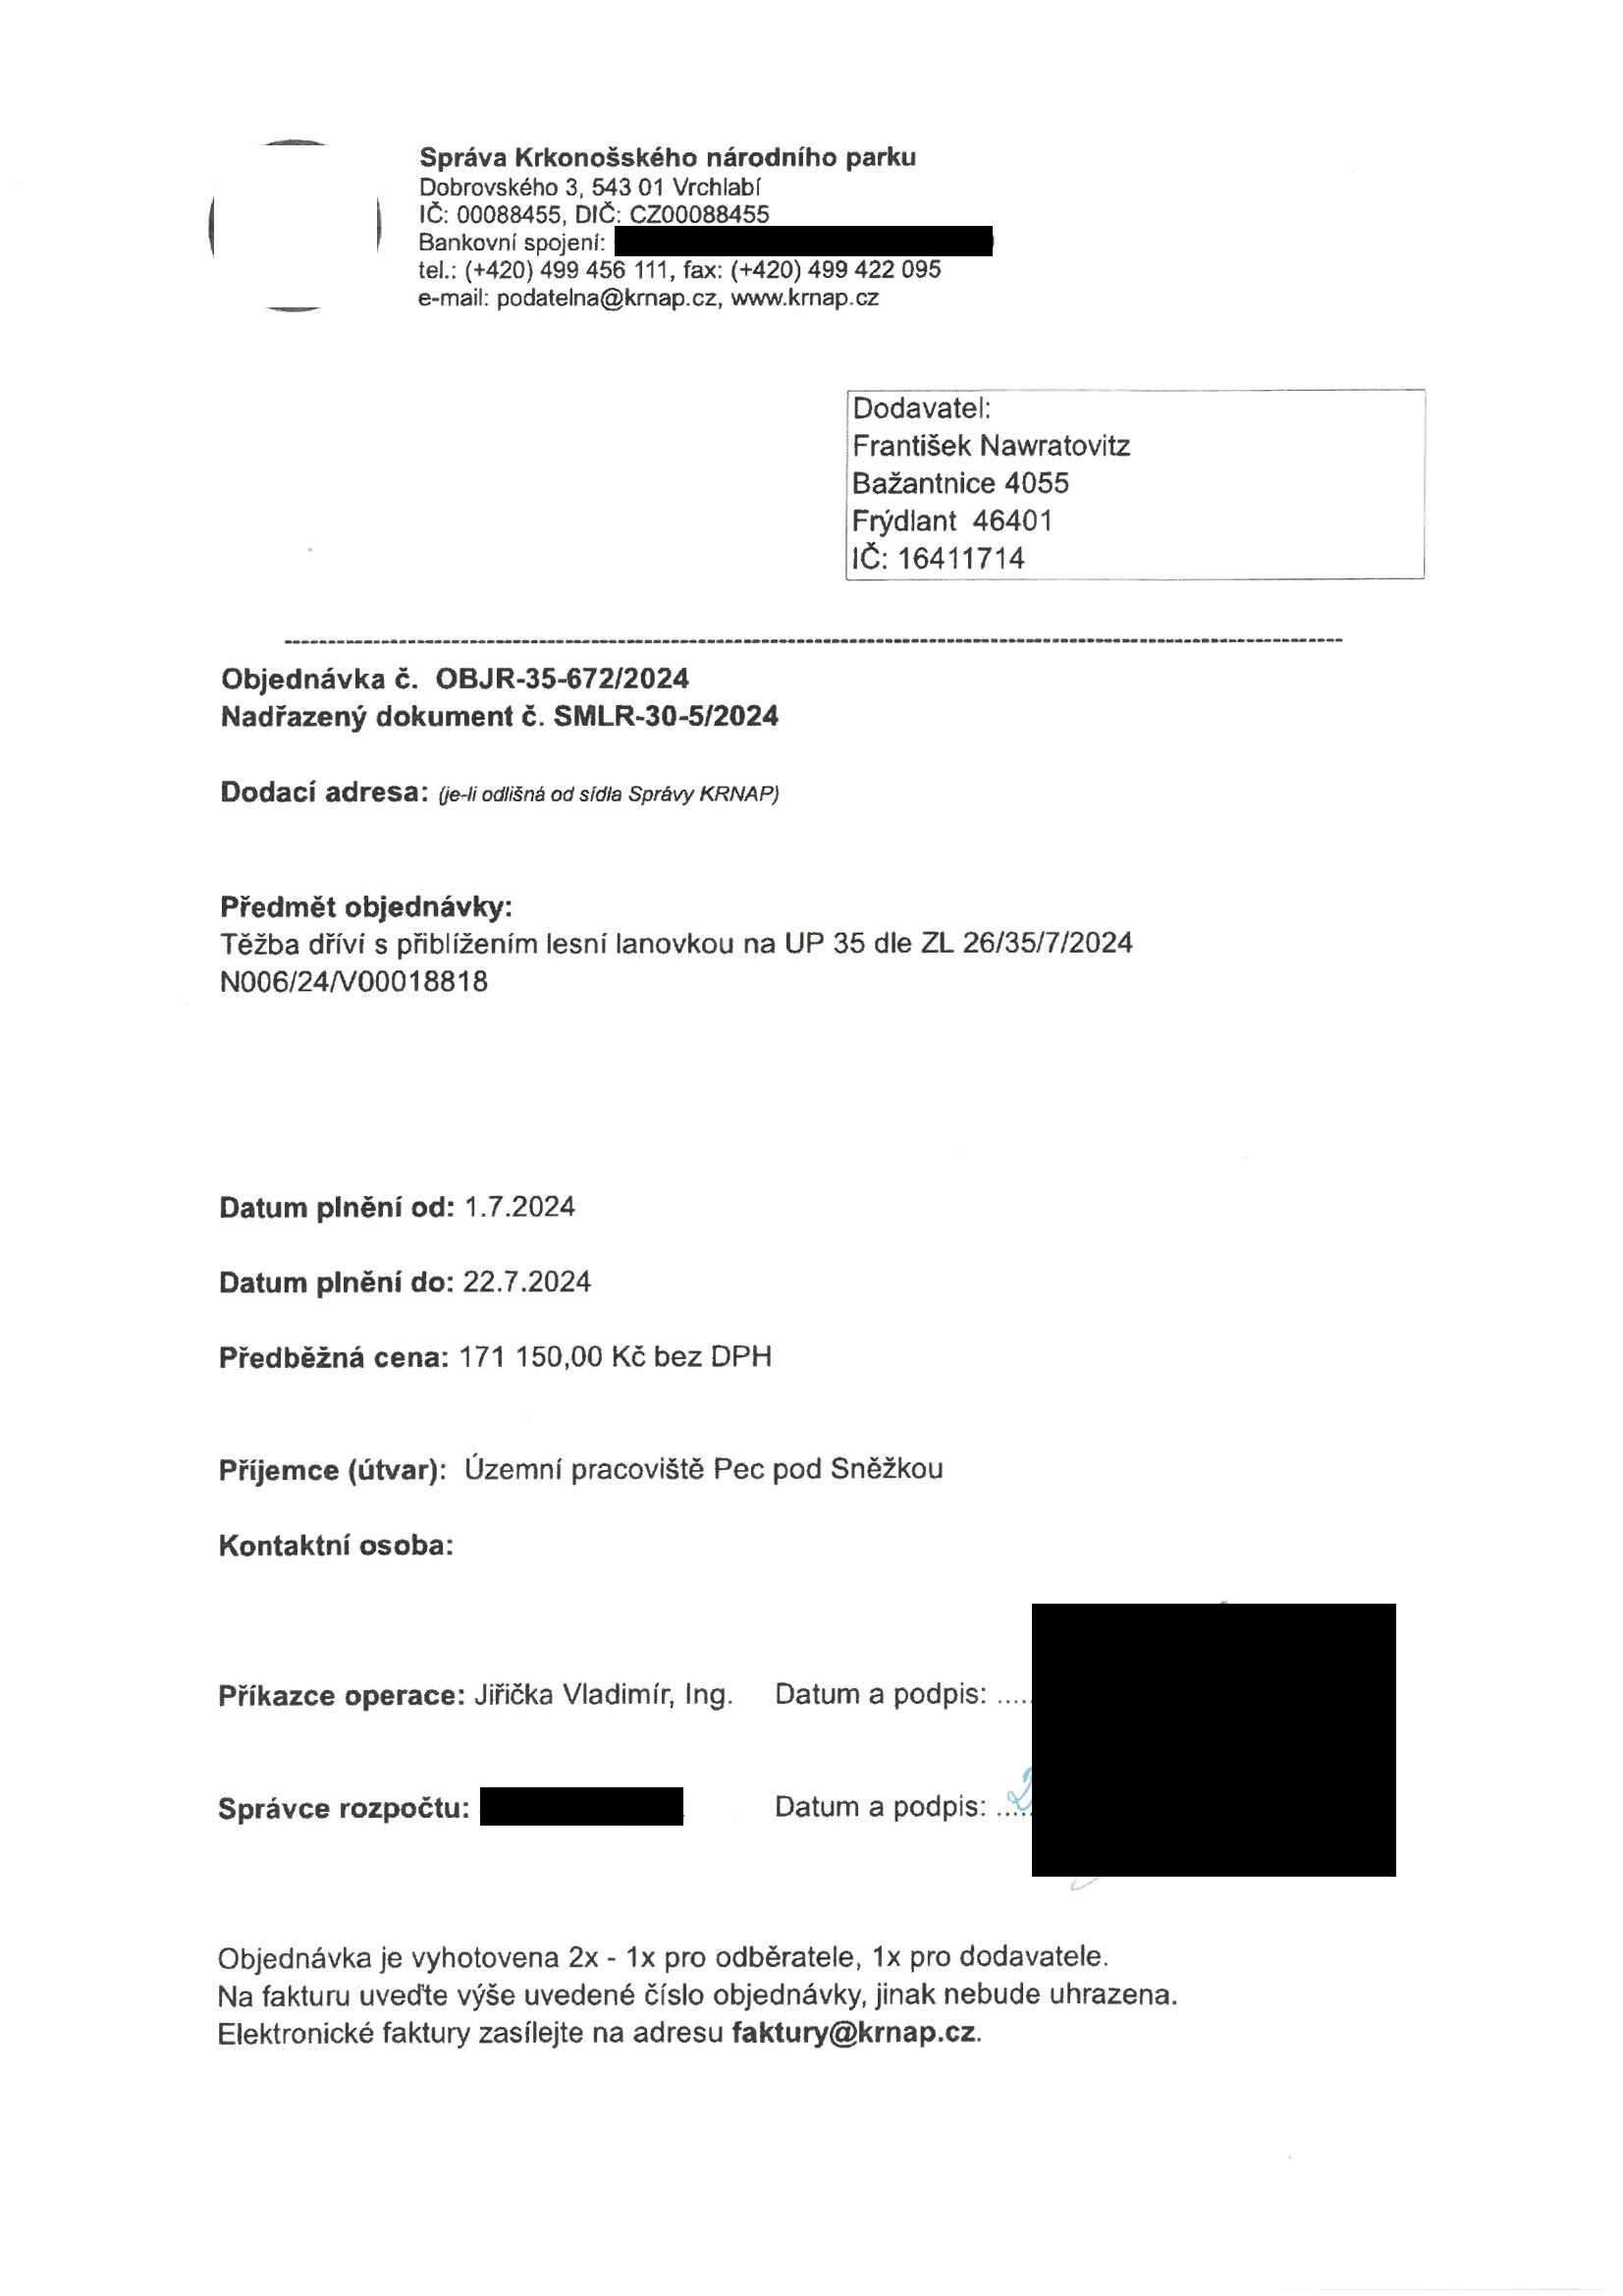 Správa Krkonošského národního parku
Dobrovského 3, 543 01 Vrchlabí
IČ: 00088455, DIČ: CZ00088455
Bankovní spojení:
tel.: (+420) 499 456 111, fax: (+420) 499 422 095
e-mail: podatelna@krnap.cz, www.krnap.cz
Dodavatel:
František Nawratovitz
Bažantnice 4055
Frýdlant 46401
IČ: 16411714
Objednávka č. OBJR-35-672/2024
Nadřazený dokument č. SMLR-30-5/2024
Dodací adresa: (je-li odlišná od sídla Správy KRNAP)
Předmět objednávky:
Těžba dříví s přiblížením lesní lanovkou na UP 35 dle ZL 26/35/7/2024
N006/24/V00018818
Datum plnění od: 1.7.2024
Datum plnění do: 22.7.2024
Předběžná cena: 171 150,00 Kč bez DPH
Příjemce (útvar): Územní pracoviště Pec pod Sněžkou
Kontaktní osoba:
Příkazce operace: Jiřička Vladimír, Ing. Datum a podpis: .....
Správce rozpočtu: Datum a podpis: .....
Objednávka je vyhotovena 2x - 1x pro odběratele, 1x pro dodavatele.
Na fakturu uveďte výše uvedené číslo objednávky, jinak nebude uhrazena.
Elektronické faktury zasílejte na adresu faktury@krnap.cz.